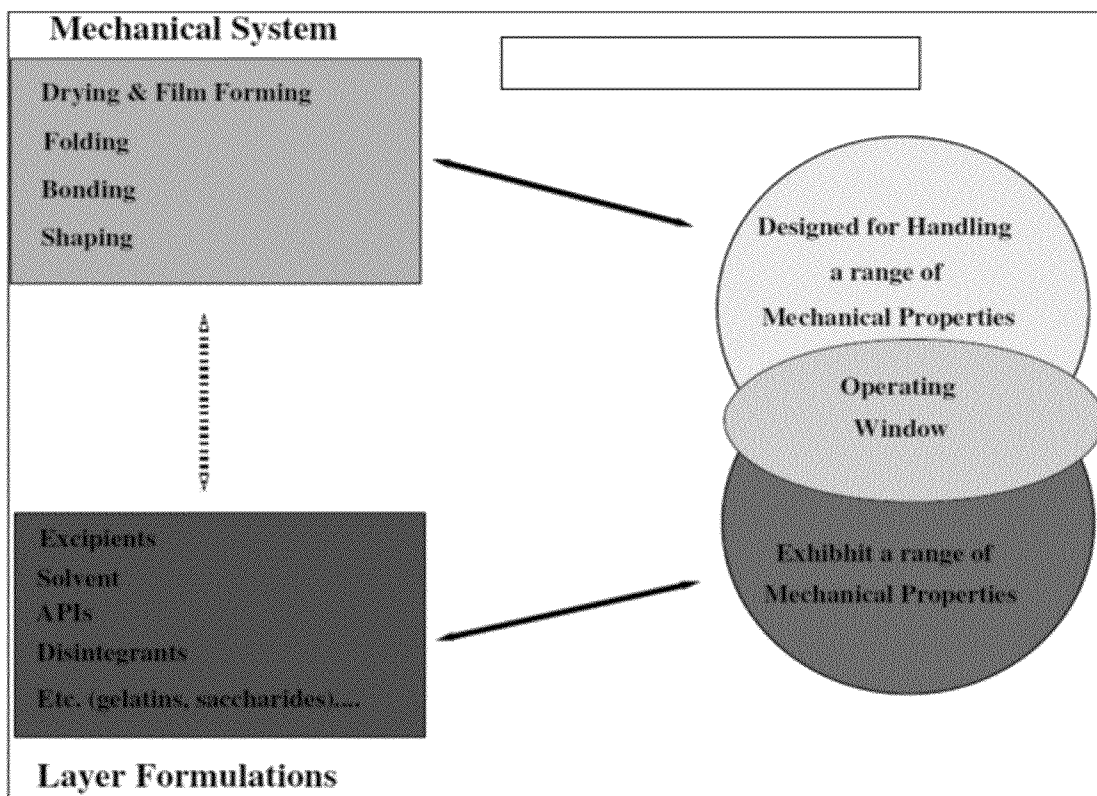 Mechanical System
Drying & Film Forming
Folding
Bonding
Shaping
Designed for Handling
a range of
Mechanical Properties
Operating
Window
Excipients
Solvent
APIs
Disintegrants
Etc. (gelatins, saccharides)....
Exhibhit a range of
Mechanical Properties
Layer Formulations